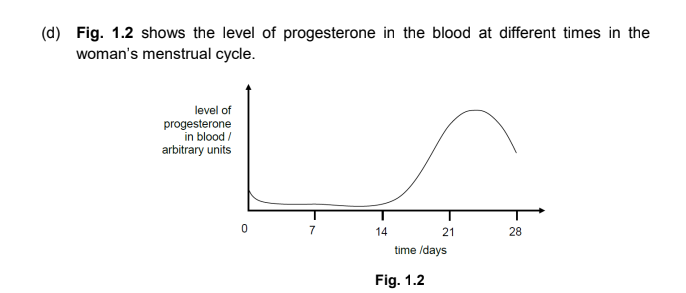 (d) Fig. 1.2 shows the level of progesterone in the blood at different times in the
woman's menstrual cycle.
level of
progesterone
in blood /
arbitrary units
0 7 14 21 28
time /days
Fig. 1.2